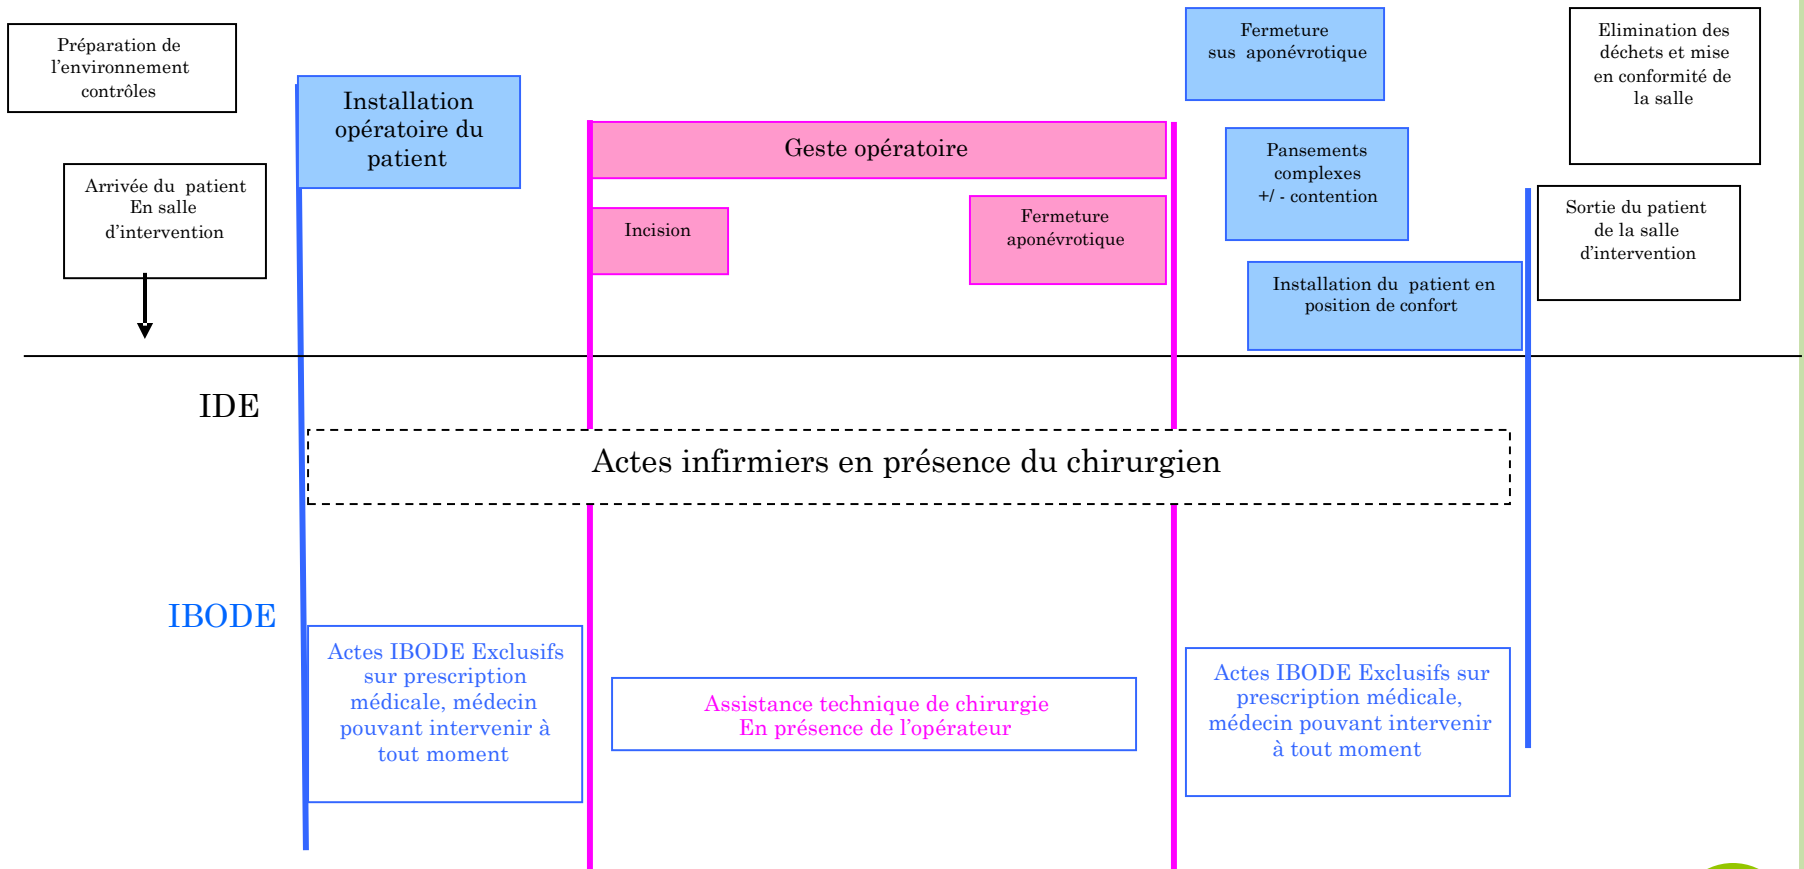 Préparation de
l'environnement
contrôles
Arrivée du patient
En salle
d'intervention
Installation
opératoire du
patient
Geste opératoire
Incision
Fermeture
aponévrotique
Fermeture
sus aponévrotique
Pansements
complexes
+/ - contention
Installation du patient en
position de confort
Elimination des
déchets et mise
en conformité de
la salle
Sortie du patient
de la salle
d'intervention
IDE
Actes infirmiers en présence du chirurgien
IBODE
Actes IBODE Exclusifs
sur prescription
médicale, médecin
pouvant intervenir à
tout moment
Assistance technique de chirurgie
En présence de l'opérateur
Actes IBODE Exclusifs sur
prescription médicale,
médecin pouvant intervenir
à tout moment